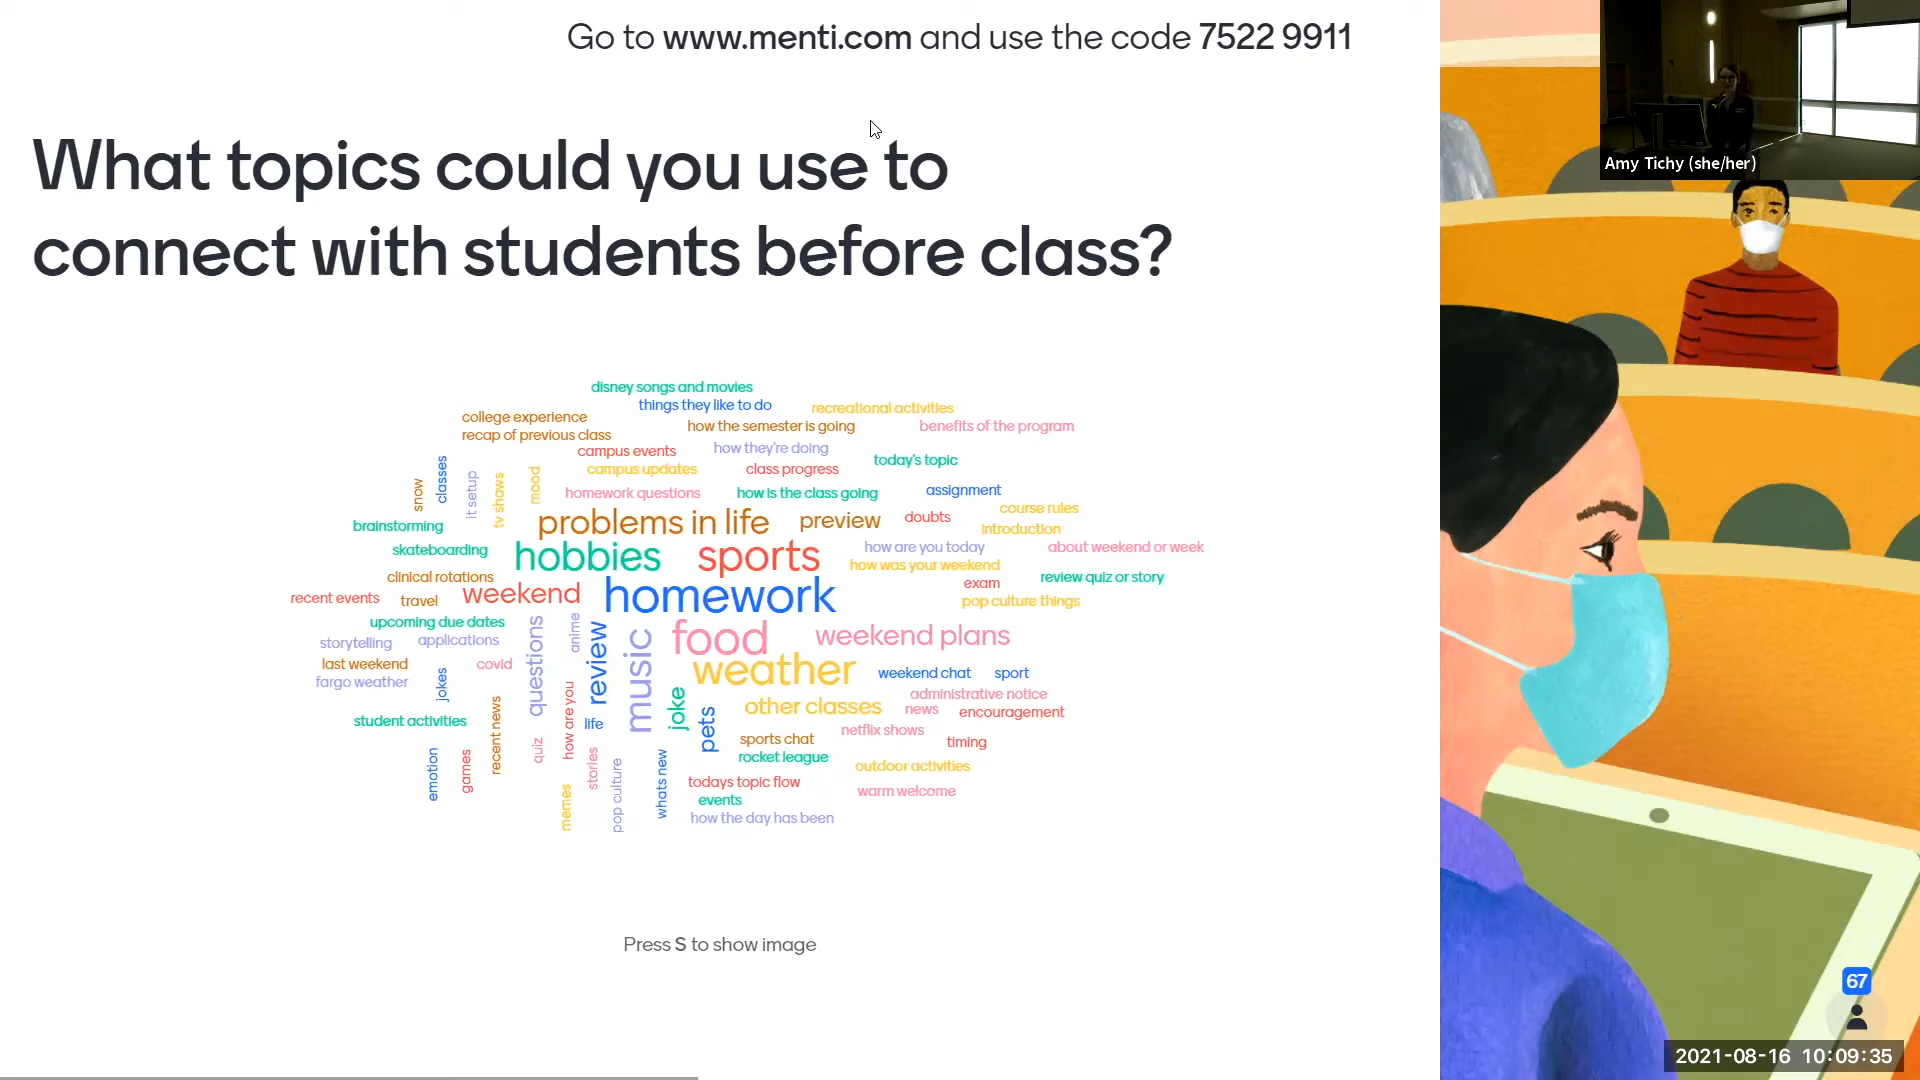 Go to www.menti.com and use the code 7522 9911
Amy Tichy (she/her)
What topics could you use to
connect with students before class?
disney songs and movies
things they like to do
recreational activities
college experience
how the semester is going
benefits of the program
recap of previous class
campus events
how they're doing
today's topic
campus updates
class progress
snow
classes
it setup
tv shows
mood
homework questions
how is the class going
assignment
course rules
brainstorming
problems in life
preview
doubts
introduction
skateboarding
hobbies
sports
how are you today
about weekend or week
how was your weekend
clinical rotations
exam
review quiz or story
recent events
travel
weekend
homework
pop culture things
upcoming due dates
storytelling
applications
questions
anime
review
music
food
weekend plans
last weekend
covid
weather
weekend chat
sport
fargo weather
jokes
administrative notice
student activities
recent news
quiz
how are you
life
joke
pets
other classes
news
encouragement
netflix shows
sports chat
timing
rocket league
emotion
games
stories
pop culture
whats new
outdoor activities
todays topic flow
memes
warm welcome
events
how the day has been
Press S to show image
67
2021-08-16 10:09:35